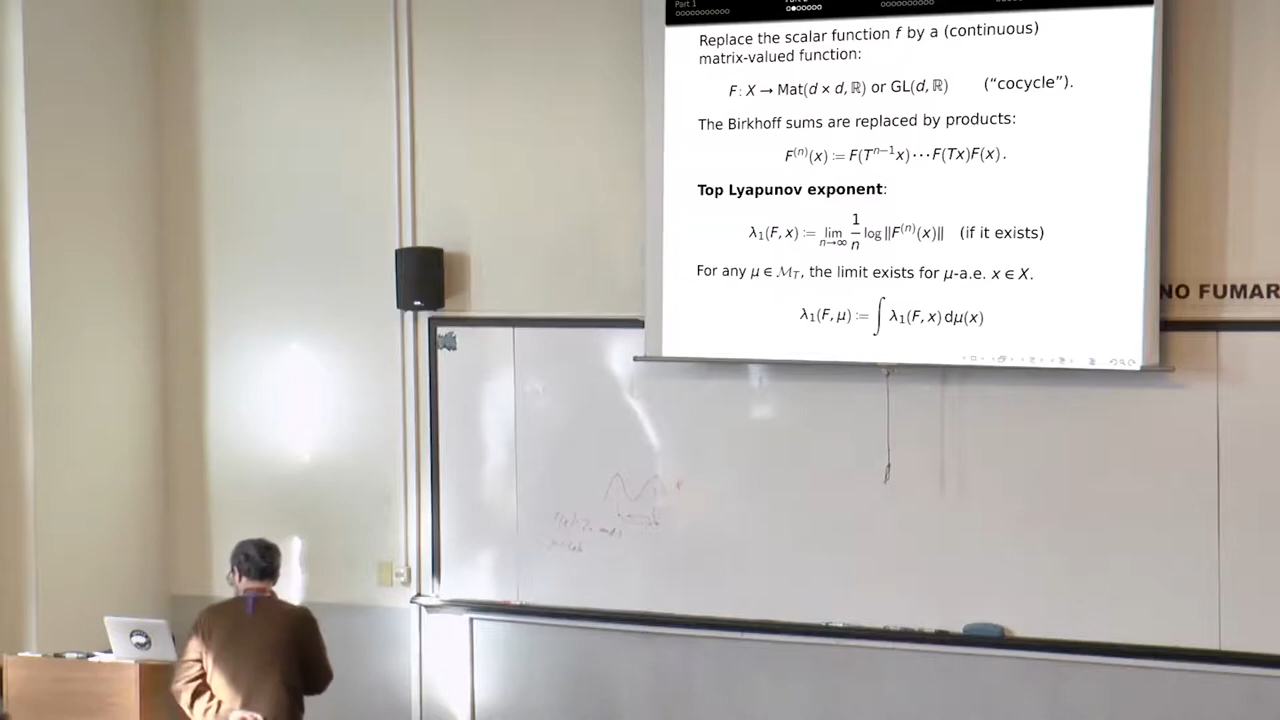 Part 1
Replace the scalar function f by a (continuous)
matrix-valued function:
F: X → Mat(d × d, ℝ) or GL(d, ℝ) (“cocycle”).
The Birkhoff sums are replaced by products:
F⁽ⁿ⁾(x) := F(Tⁿ⁻¹x)⋯F(Tx)F(x).
Top Lyapunov exponent:
λ₁(F, x) := lim_{n→∞} 1/n log ‖F⁽ⁿ⁾(x)‖ (if it exists)
For any μ ∈ ℳ_T, the limit exists for μ-a.e. x ∈ X.
λ₁(F, μ) := ∫ λ₁(F, x) dμ(x)
NO FUMAR